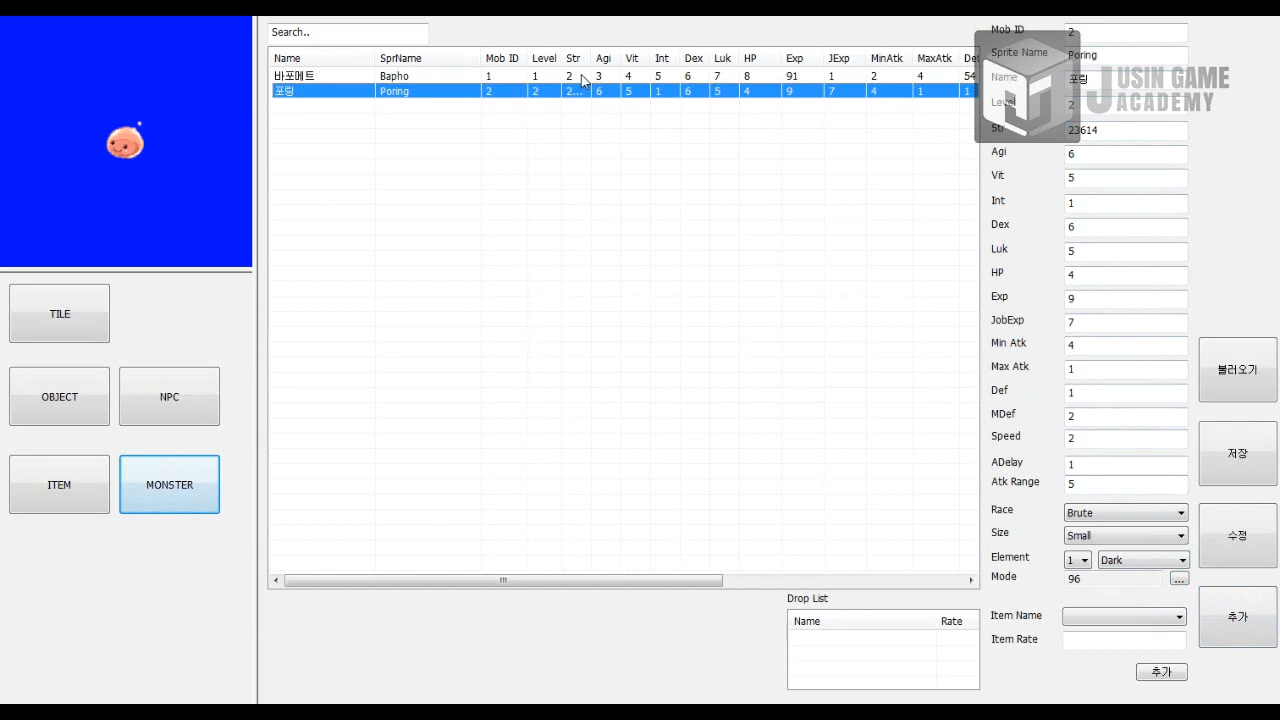 Search..
Name SprName Mob ID Level Str Agi Vit Int Dex Luk HP Exp JExp MinAtk MaxAtk De
바포메트 Bapho 1 1 2 3 4 5 6 7 8 91 1 2 4 54
포링 Poring 2 2 2... 6 5 1 6 5 4 9 7 4 1 1
Mob ID 2
Sprite Name Poring
Name 포링
Level 2
Str 23614
Agi 6
Vit 5
Int 1
Dex 6
Luk 5
HP 4
Exp 9
JobExp 7
Min Atk 4
Max Atk 1
Def 1
MDef 2
Speed 2
ADelay 1
Atk Range 5
Race Brute
Size Small
Element 1 Dark
Mode 96 ...
Item Name
Item Rate
추가
불러오기
저장
수정
추가
Drop List
Name Rate
TILE
OBJECT NPC
ITEM MONSTER
JUSIN GAME
ACADEMY